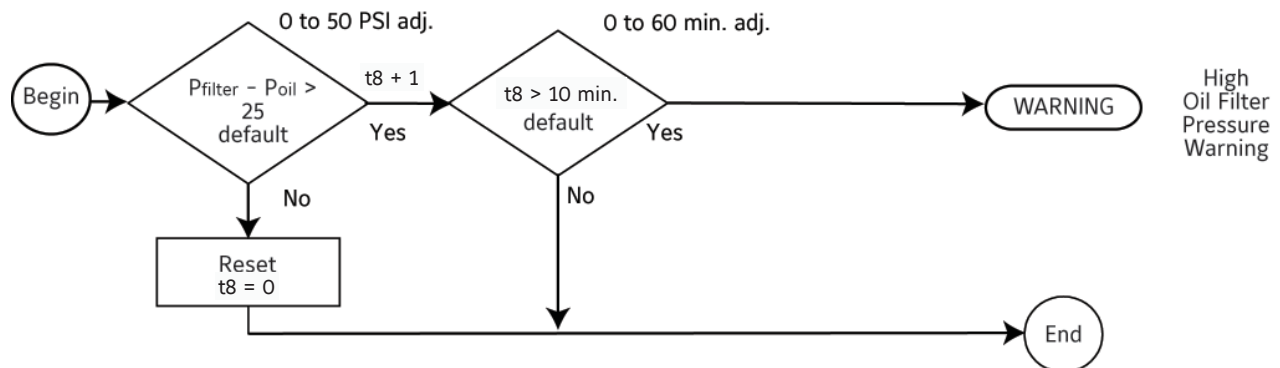 0 to 50 PSI adj.
0 to 60 min. adj.
Begin
Pfilter - Poil >
25
default
t8 + 1
Yes
t8 > 10 min.
default
Yes
WARNING
High
Oil Filter
Pressure
Warning
No
No
Reset
t8 = 0
End